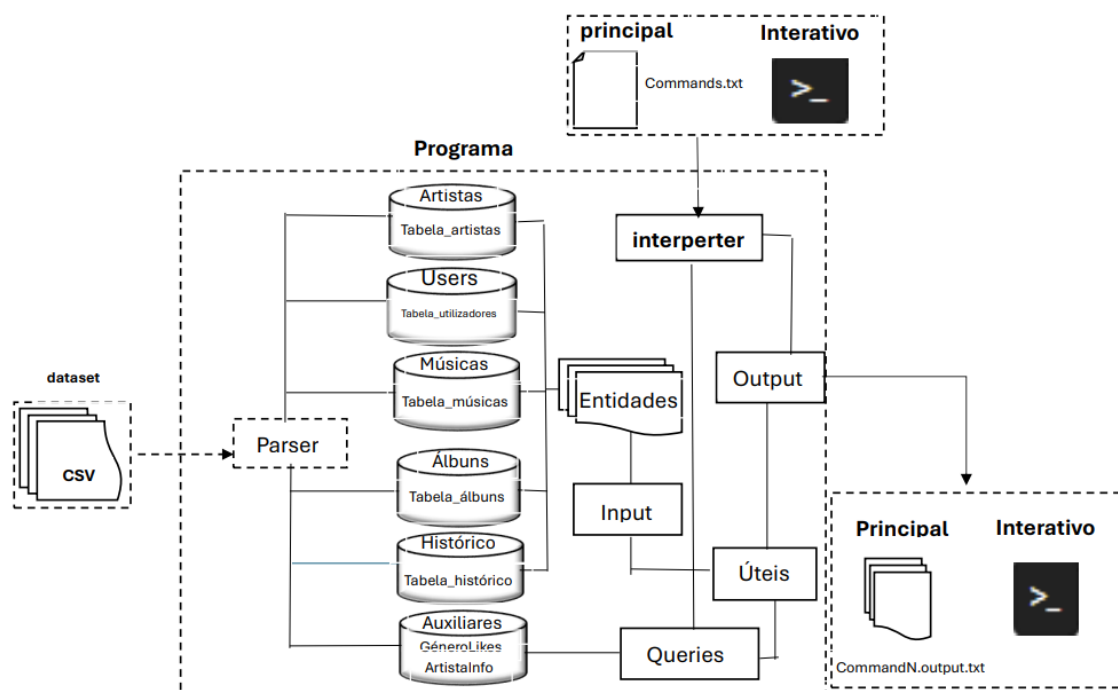 principal
Interativo
Commands.txt
>_
Programa
Artistas
Tabela_artistas
interperter
Users
Tabela_utilizadores
Músicas
Tabela_músicas
Entidades
Output
dataset
CSV
Parser
Álbuns
Tabela_álbuns
Input
Histórico
Tabela_histórico
Úteis
Auxiliares
GéneroLikes
ArtistaInfo
Queries
Principal
Interativo
>_
CommandN.output.txt